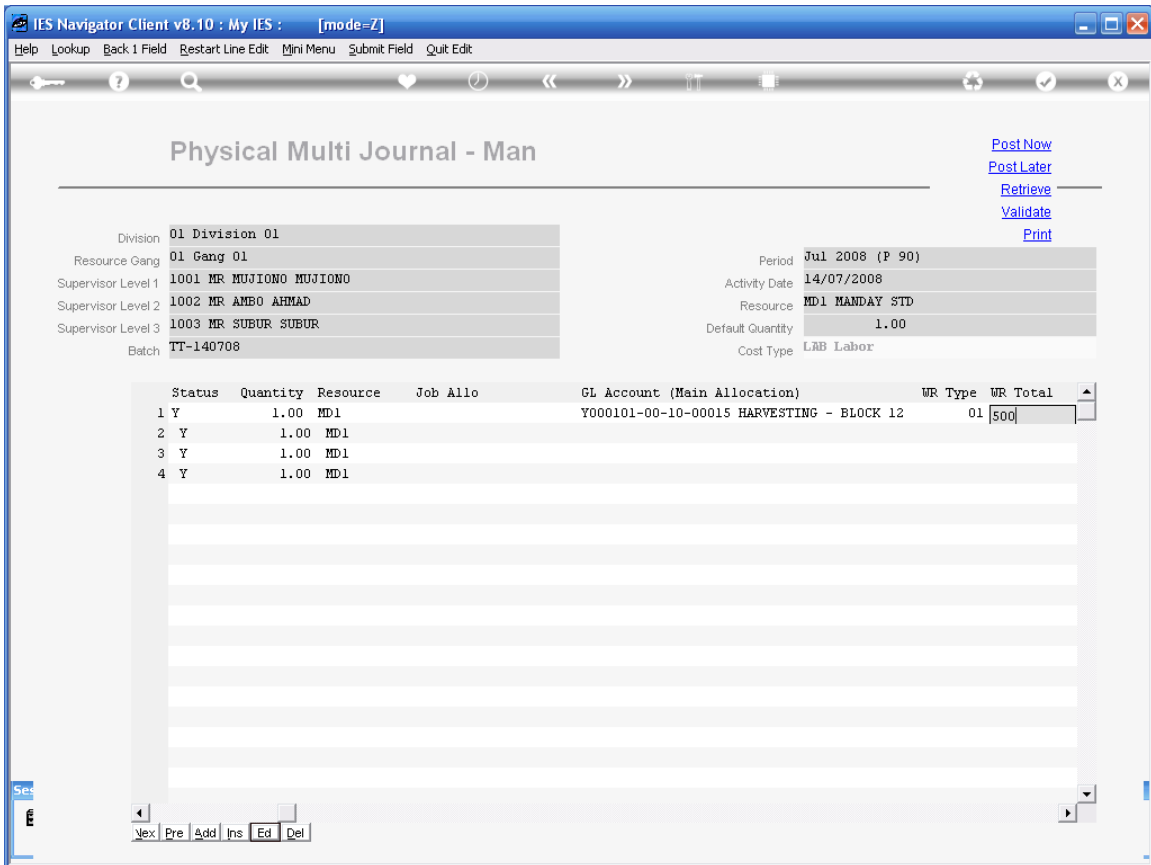 IES Navigator Client v8.10 : My IES : [mode=Z]
Help Lookup Back 1 Field Restart Line Edit Mini Menu Submit Field Quit Edit
Physical Multi Journal - Man
Post Now
Post Later
Retrieve
Validate
Print
Division 01 Division 01
Resource Gang 01 Gang 01 Period Jul 2008 (P 90)
Supervisor Level 1 1001 MR MUJIONO MUJIONO Activity Date 14/07/2008
Supervisor Level 2 1002 MR AMBO AHMAD Resource MD1 MANDAY STD
Supervisor Level 3 1003 MR SUBUR SUBUR Default Quantity 1.00
Batch TT-140708 Cost Type LAB Labor
Status Quantity Resource Job Allo GL Account (Main Allocation) WR Type WR Total
1 Y 1.00 MD1 Y000101-00-10-00015 HARVESTING - BLOCK 12 01 500
2 Y 1.00 MD1
3 Y 1.00 MD1
4 Y 1.00 MD1
Ses
Nex Pre Add Ins Ed Del